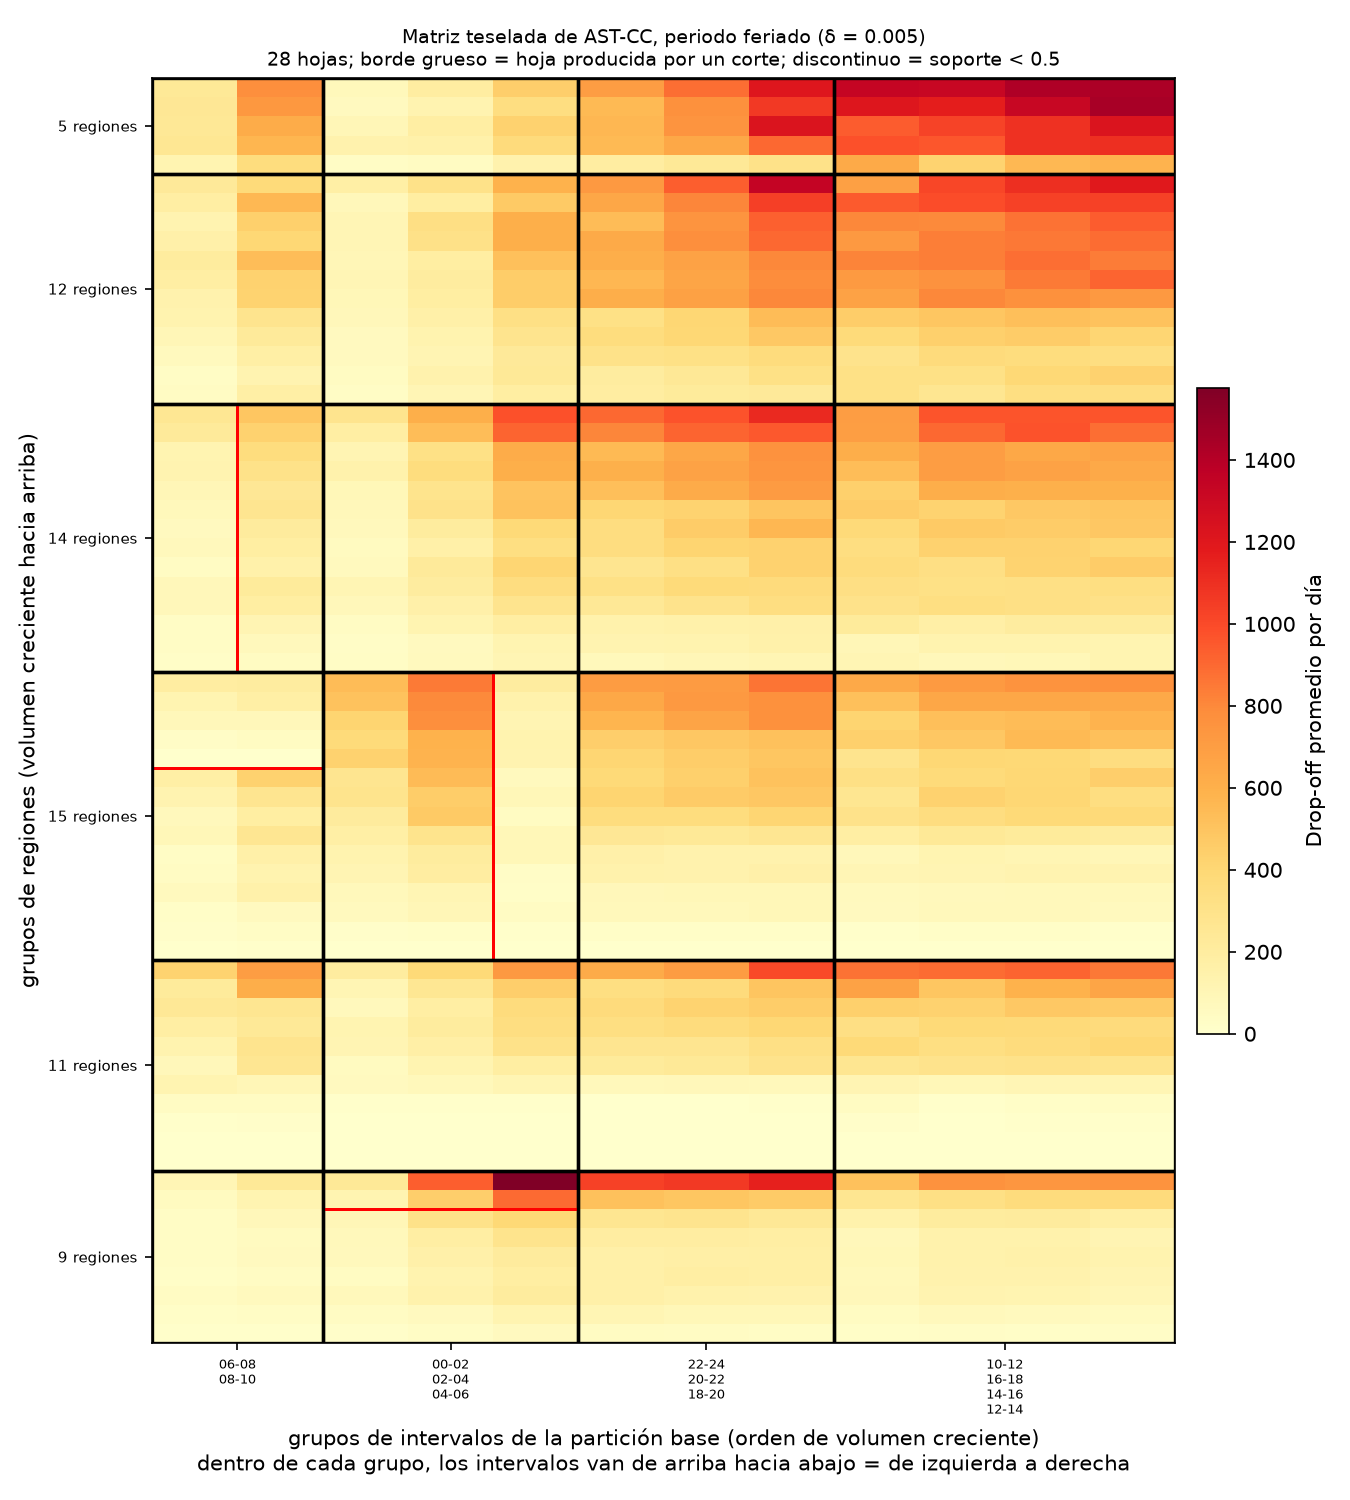 Matriz teselada de AST-CC, periodo feriado (δ = 0.005)
28 hojas; borde grueso = hoja producida por un corte; discontinuo = soporte < 0.5
grupos de regiones (volumen creciente hacia arriba)
5 regiones
12 regiones
14 regiones
15 regiones
11 regiones
9 regiones
06-08
08-10
00-02
02-04
04-06
22-24
20-22
18-20
10-12
16-18
14-16
12-14
grupos de intervalos de la partición base (orden de volumen creciente)
dentro de cada grupo, los intervalos van de arriba hacia abajo = de izquierda a derecha
1400
1200
1000
800
600
400
200
0
Drop-off promedio por día